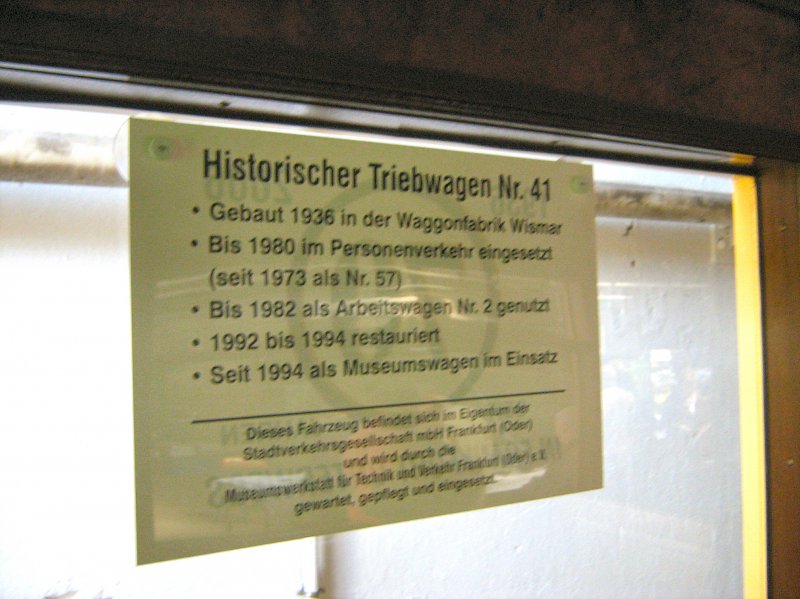 Historischer Triebwagen Nr. 41
• Gebaut 1936 in der Waggonfabrik Wismar
• Bis 1980 im Personenverkehr eingesetzt
(seit 1973 als Nr. 57)
• Bis 1982 als Arbeitswagen Nr. 2 genutzt
• 1992 bis 1994 restauriert
• Seit 1994 als Museumswagen im Einsatz
Dieses Fahrzeug befindet sich im Eigentum der
Stadtverkehrsgesellschaft mbH Frankfurt (Oder)
und wird durch die
Museumswerkstatt für Technik und Verkehr Frankfurt (Oder) e.V.
gewartet, gepflegt und eingesetzt.